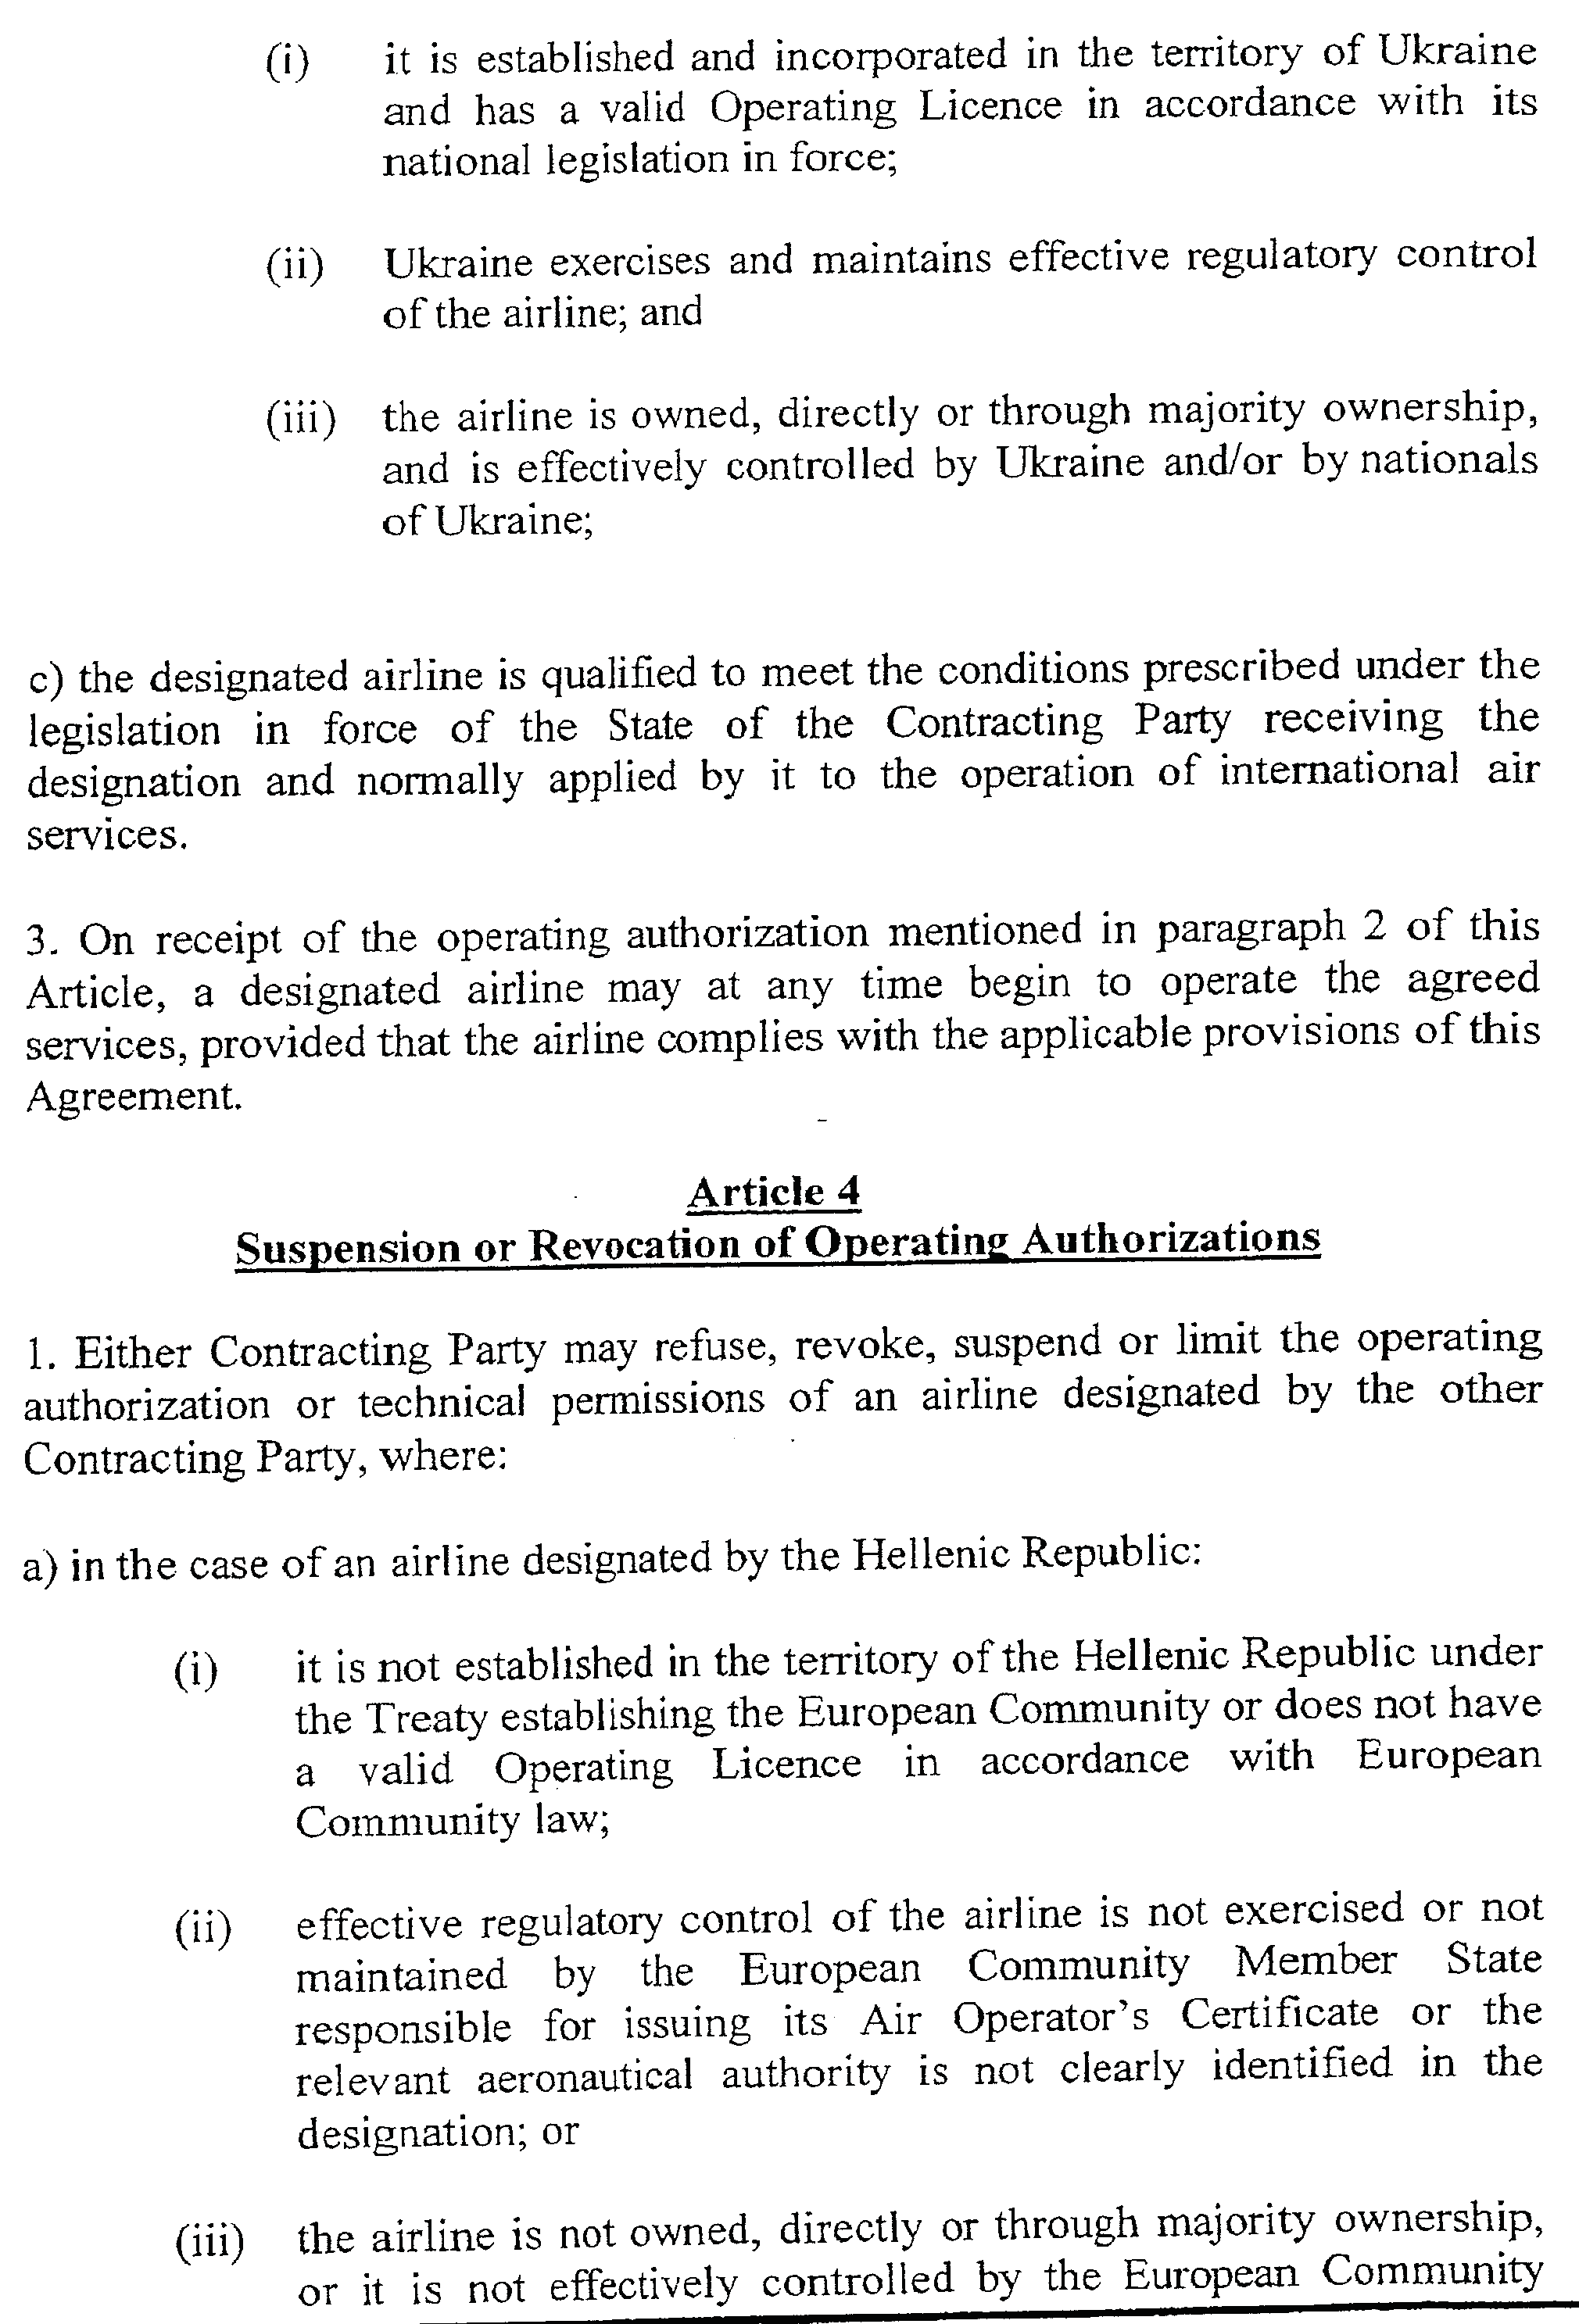 (i) it is established and incorporated in the territory of Ukraine
and has a valid Operating Licence in accordance with its
national legislation in force;
(ii) Ukraine exercises and maintains effective regulatory control
of the airline; and
(iii) the airline is owned, directly or through majority ownership,
and is effectively controlled by Ukraine and/or by nationals
of Ukraine;
c) the designated airline is qualified to meet the conditions prescribed under the
legislation in force of the State of the Contracting Party receiving the
designation and normally applied by it to the operation of international air
services.
3. On receipt of the operating authorization mentioned in paragraph 2 of this
Article, a designated airline may at any time begin to operate the agreed
services, provided that the airline complies with the applicable provisions of this
Agreement.
Article 4
Suspension or Revocation of Operating Authorizations
1. Either Contracting Party may refuse, revoke, suspend or limit the operating
authorization or technical permissions of an airline designated by the other
Contracting Party, where:
a) in the case of an airline designated by the Hellenic Republic:
(i) it is not established in the territory of the Hellenic Republic under
the Treaty establishing the European Community or does not have
a valid Operating Licence in accordance with European
Community law;
(ii) effective regulatory control of the airline is not exercised or not
maintained by the European Community Member State
responsible for issuing its Air Operator's Certificate or the
relevant aeronautical authority is not clearly identified in the
designation; or
(iii) the airline is not owned, directly or through majority ownership,
or it is not effectively controlled by the European Community